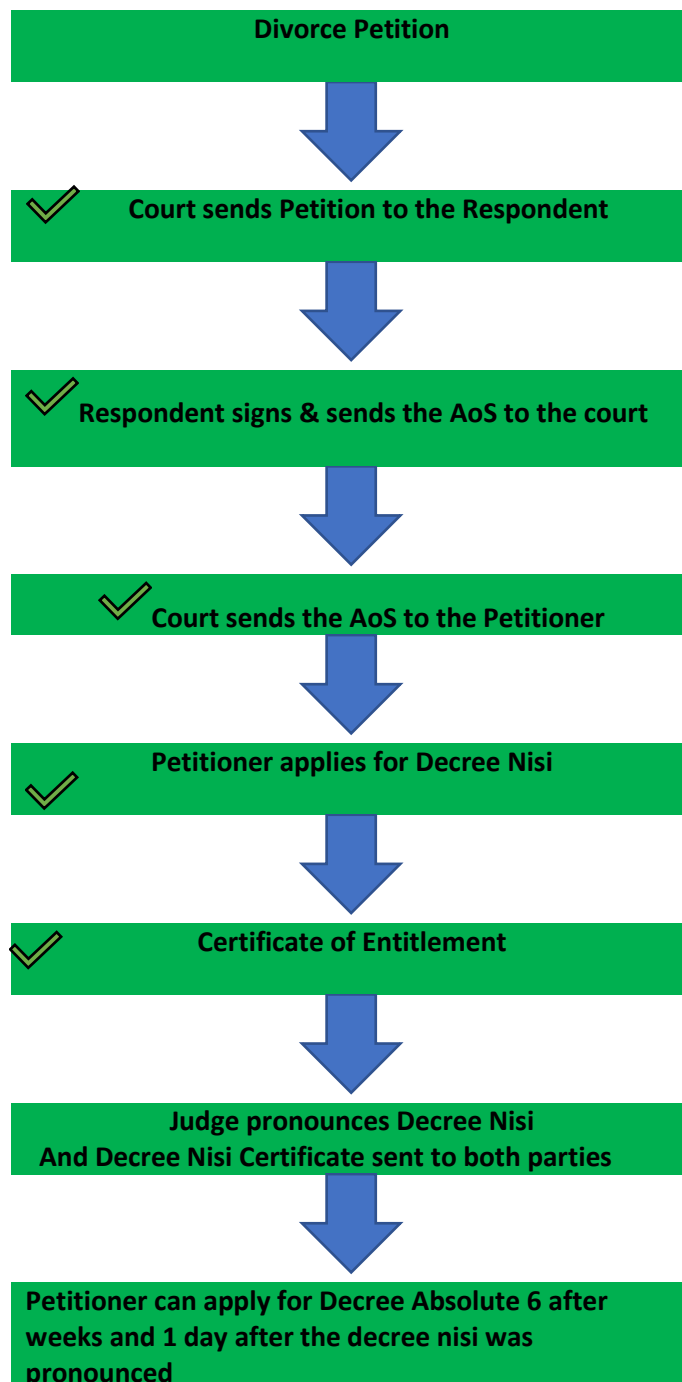 Divorce Petition
Court sends Petition to the Respondent
Respondent signs & sends the AoS to the court
Court sends the AoS to the Petitioner
Petitioner applies for Decree Nisi
Certificate of Entitlement
Judge pronounces Decree Nisi
And Decree Nisi Certificate sent to both parties
Petitioner can apply for Decree Absolute 6 after
weeks and 1 day after the decree nisi was
pronounced